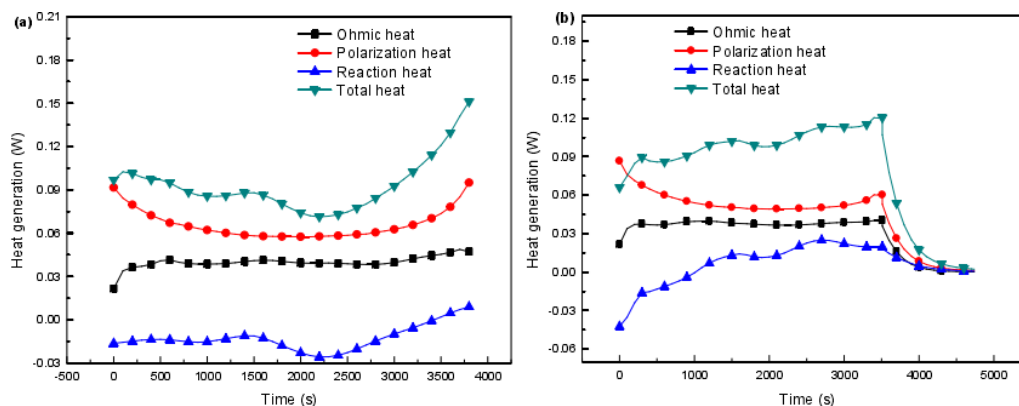 (a)
Ohmic heat
Polarization heat
Reaction heat
Total heat
Heat generation (W)
0.21
0.18
0.15
0.12
0.09
0.06
0.03
0.00
-0.03
-500 0 500 1000 1500 2000 2500 3000 3500 4000
Time (s)
(b)
Ohmic heat
Polarization heat
Reaction heat
Total heat
Heat generation (W)
0.18
0.15
0.12
0.09
0.06
0.03
0.00
-0.03
-0.06
0 1000 2000 3000 4000 5000
Time (s)